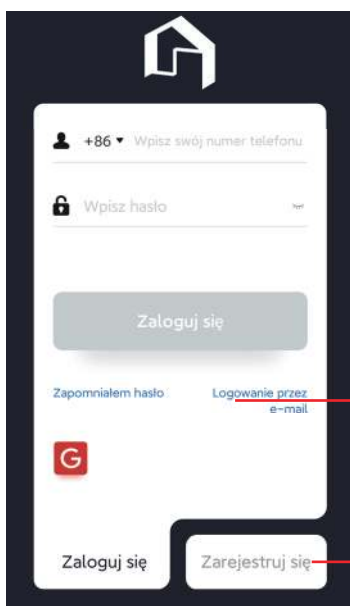 +86 Wpisz swój numer telefonu
Wpisz hasło
Zaloguj się
Zapomniałem hasło
Logowanie przez
e-mail
G
Zaloguj się
Zarejestruj się